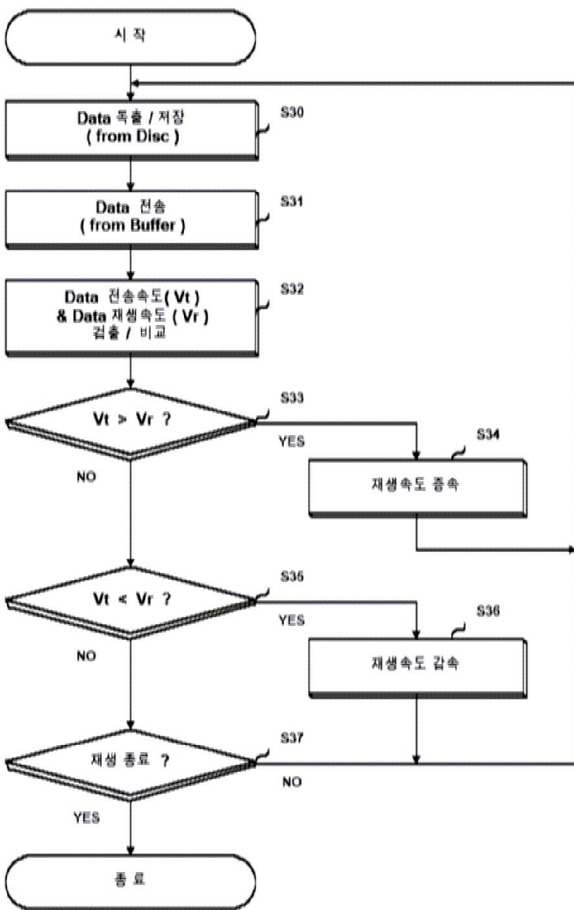 시 작
Data 독출 / 저장
( from Disc )
S30
Data 전송
( from Buffer )
S31
Data 전송속도( Vt )
& Data 재생속도 ( Vr )
검출 / 비교
S32
Vt > Vr ?
S33
YES
NO
S34
재생속도 증속
Vt < Vr ?
S35
YES
NO
S36
재생속도 감속
재생 종료 ?
S37
NO
YES
종 료